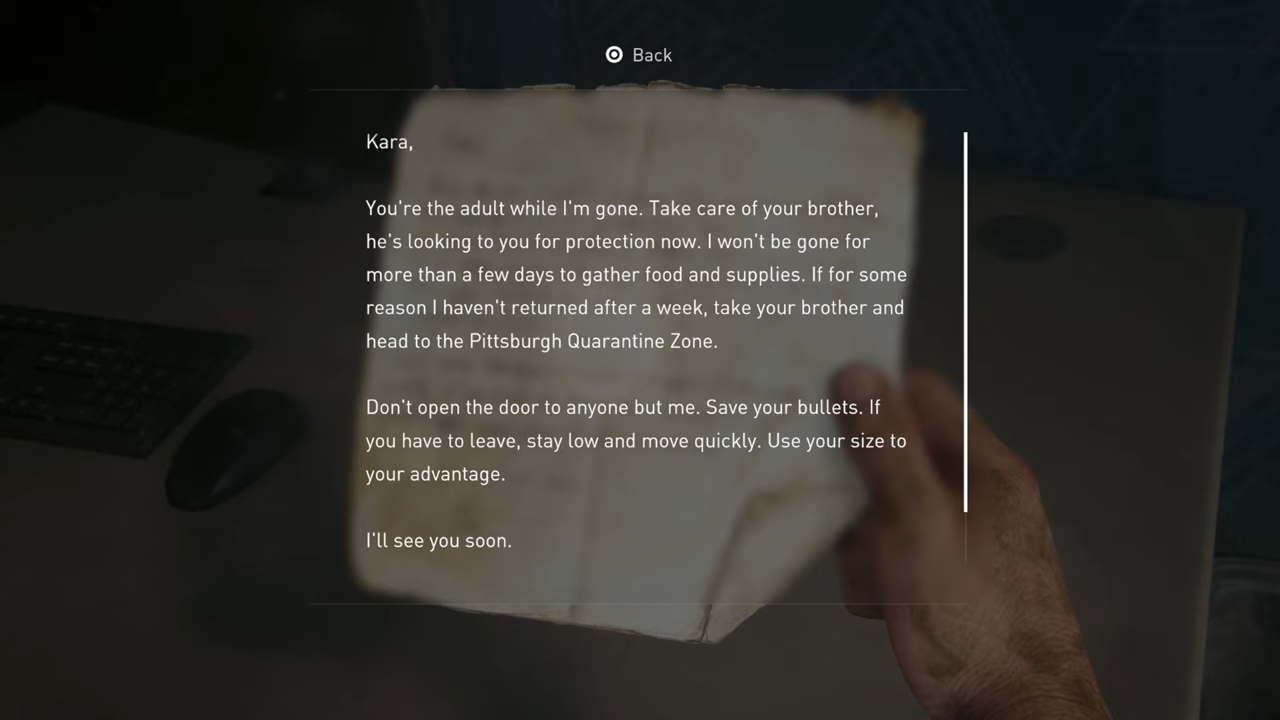 Back
Kara,
You're the adult while I'm gone. Take care of your brother,
he's looking to you for protection now. I won't be gone for
more than a few days to gather food and supplies. If for some
reason I haven't returned after a week, take your brother and
head to the Pittsburgh Quarantine Zone.
Don't open the door to anyone but me. Save your bullets. If
you have to leave, stay low and move quickly. Use your size to
your advantage.
I'll see you soon.